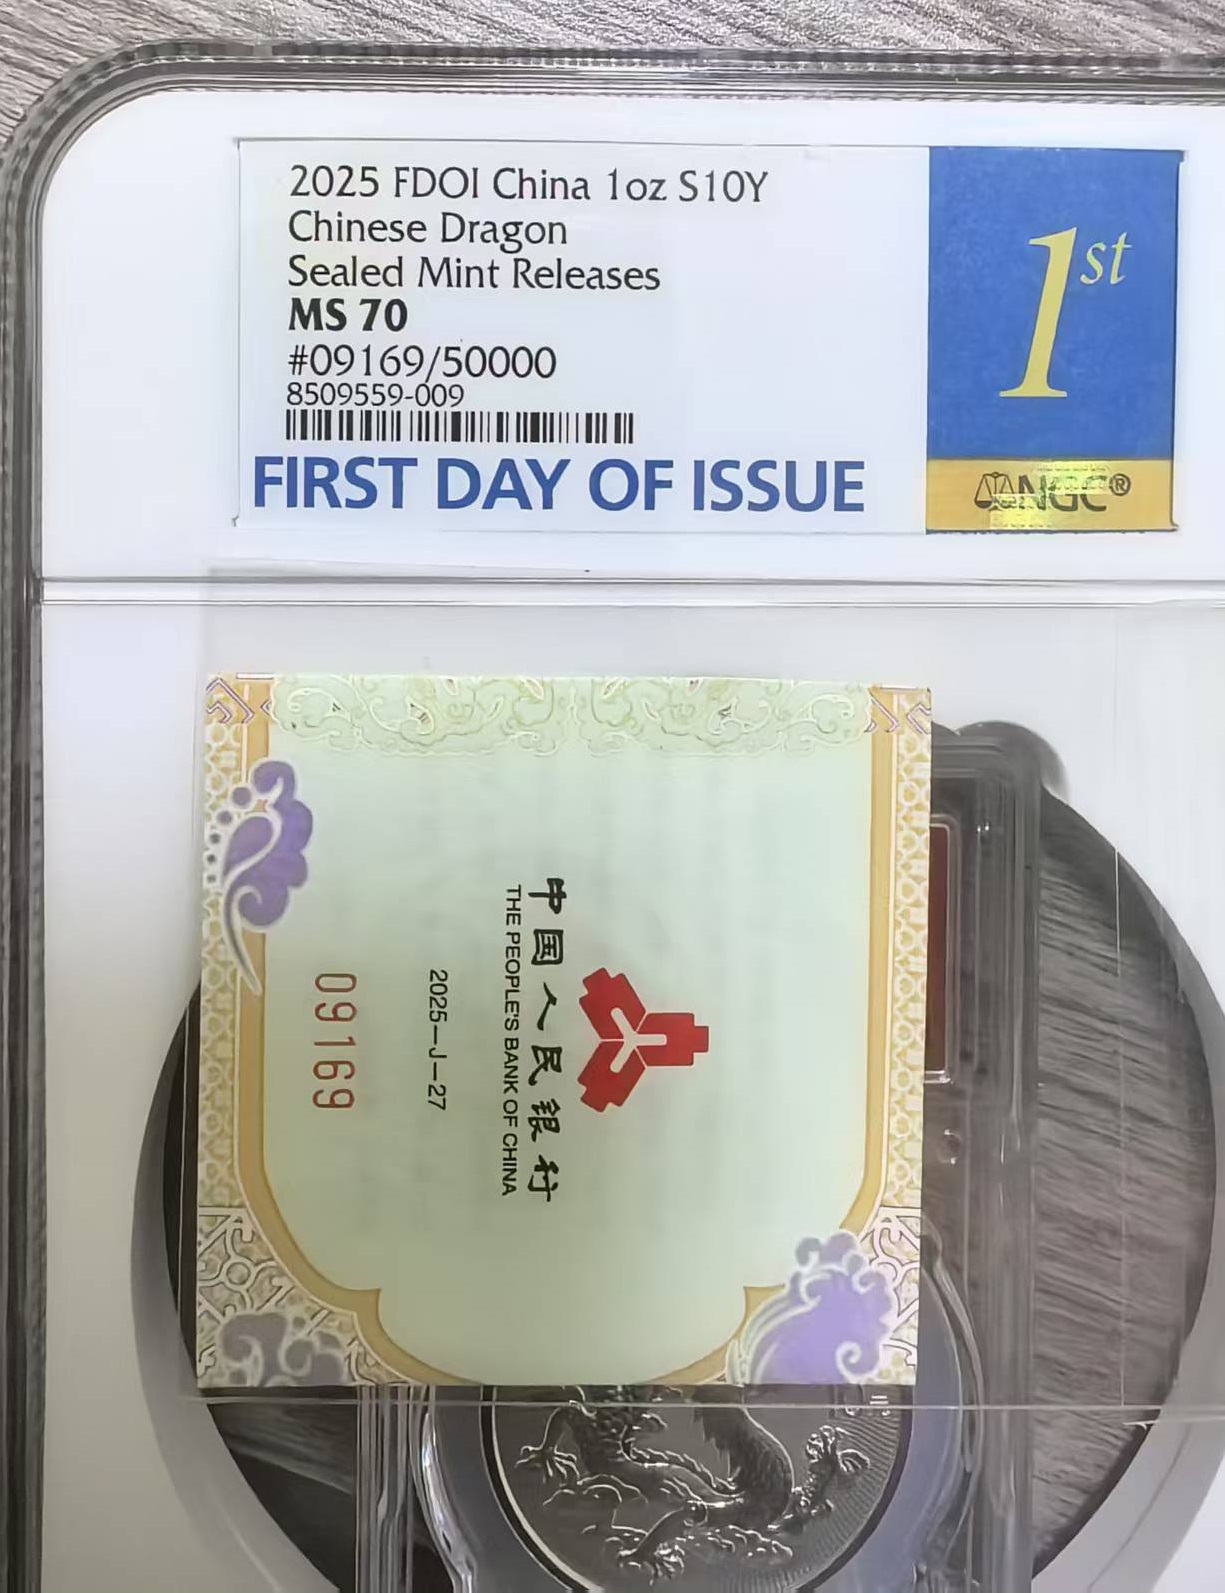 2025 FDOI China 1oz S10Y
Chinese Dragon
Sealed Mint Releases
MS 70
#09169/50000
8509559-009
FIRST DAY OF ISSUE
1st
NGC®
中国人民银行
THE PEOPLE'S BANK OF CHINA
2025-J-27
09169